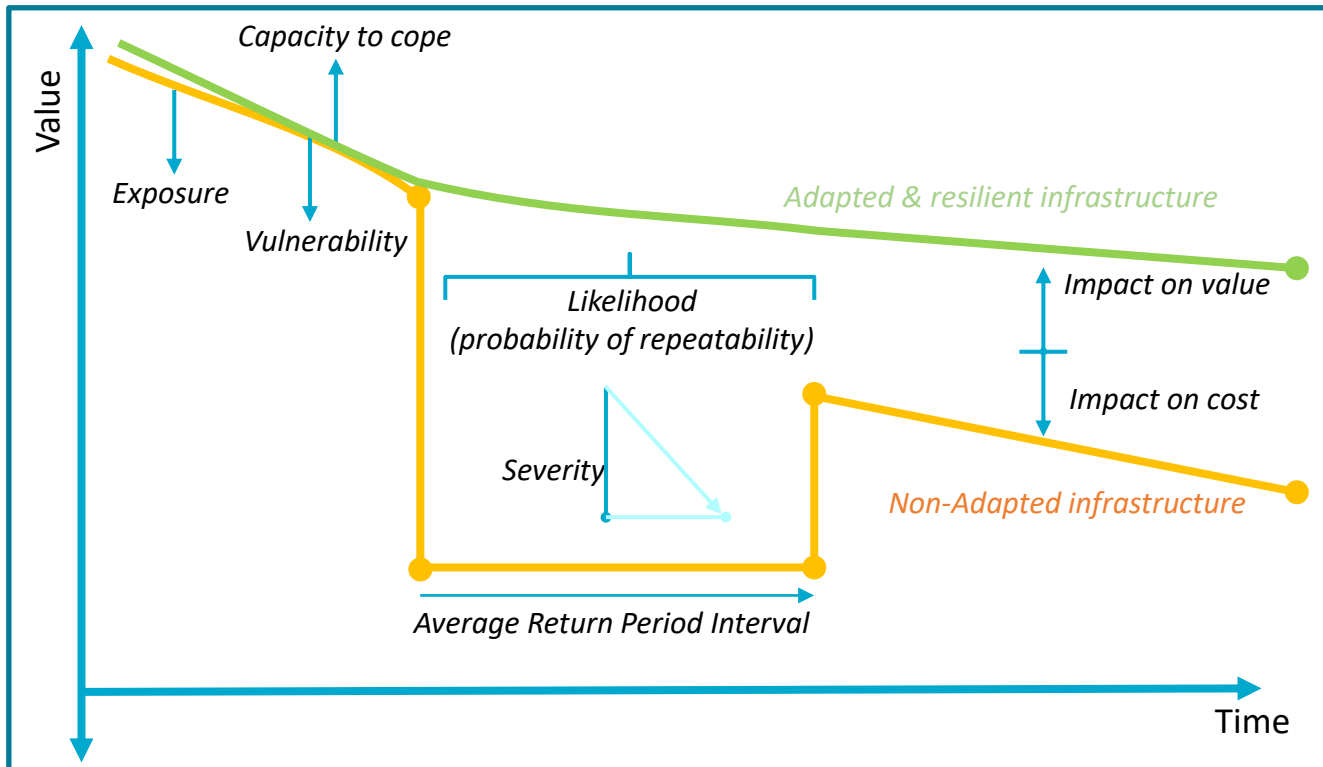 Capacity to cope
Value
Exposure
Vulnerability
Adapted & resilient infrastructure
Likelihood
(probability of repeatability)
Impact on value
Impact on cost
Severity
Non-Adapted infrastructure
Average Return Period Interval
Time